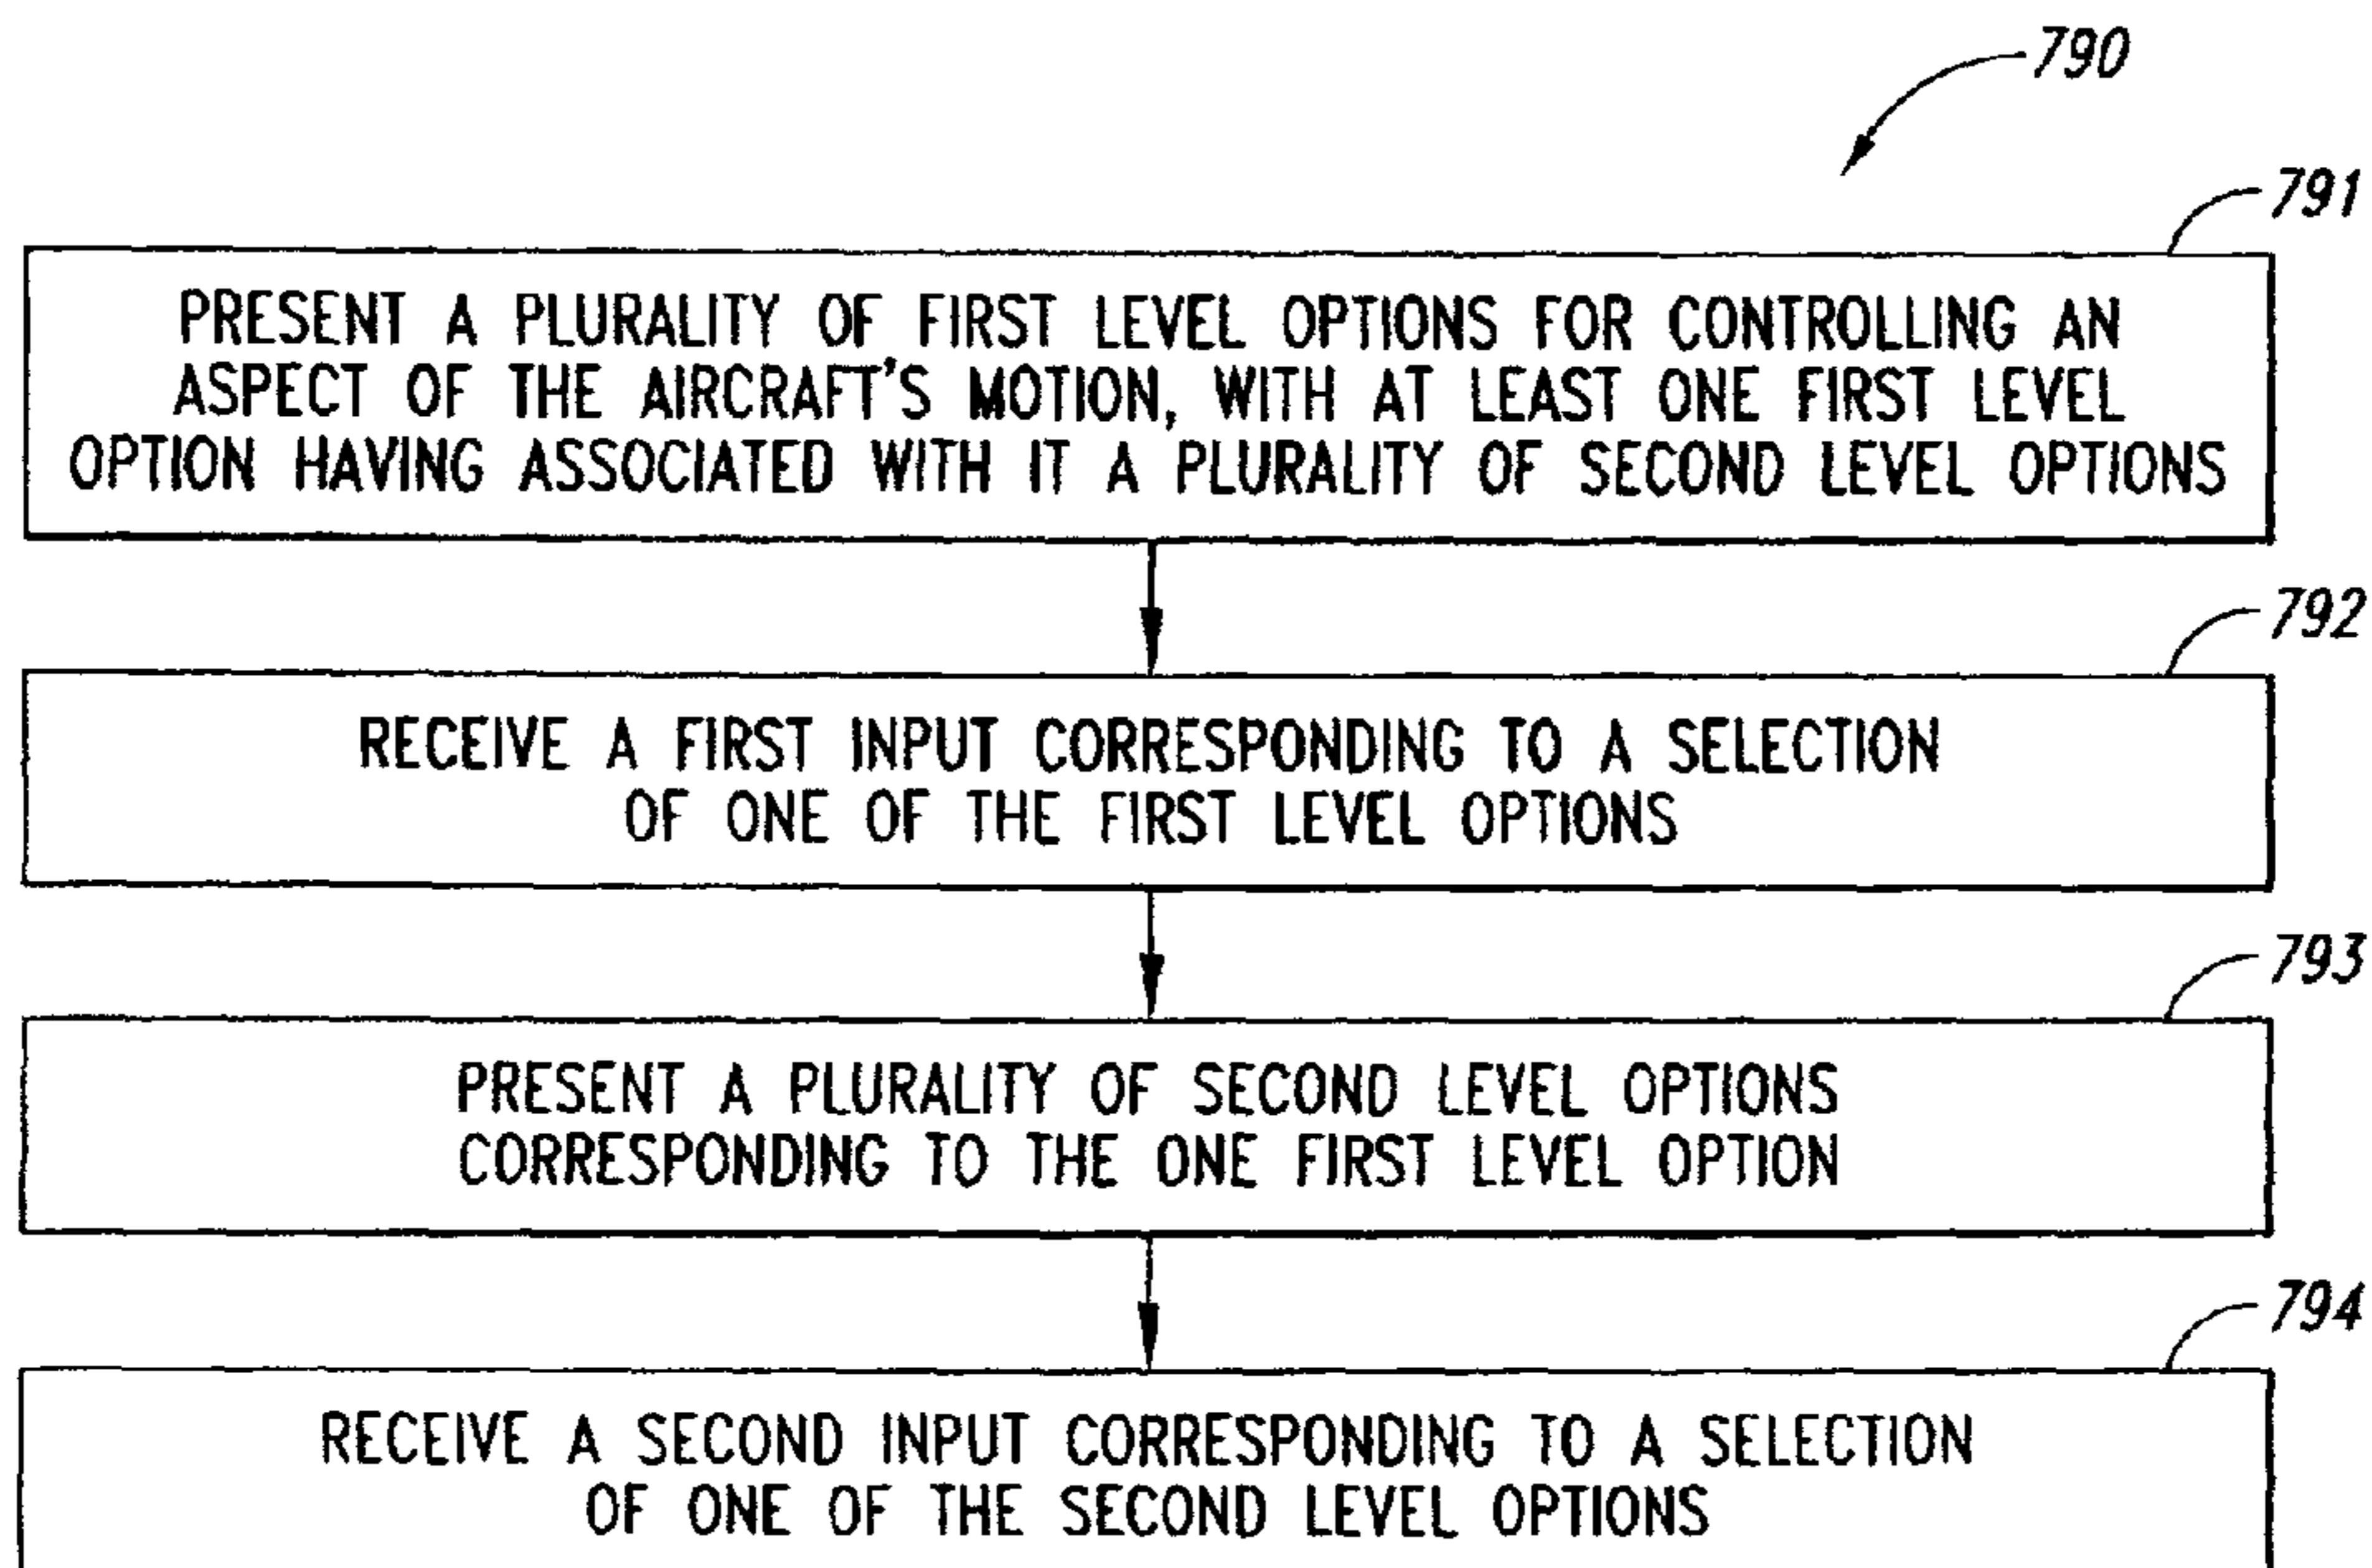 790
791
PRESENT A PLURALITY OF FIRST LEVEL OPTIONS FOR CONTROLLING AN
ASPECT OF THE AIRCRAFT'S MOTION, WITH AT LEAST ONE FIRST LEVEL
OPTION HAVING ASSOCIATED WITH IT A PLURALITY OF SECOND LEVEL OPTIONS
792
RECEIVE A FIRST INPUT CORRESPONDING TO A SELECTION
OF ONE OF THE FIRST LEVEL OPTIONS
793
PRESENT A PLURALITY OF SECOND LEVEL OPTIONS
CORRESPONDING TO THE ONE FIRST LEVEL OPTION
794
RECEIVE A SECOND INPUT CORRESPONDING TO A SELECTION
OF ONE OF THE SECOND LEVEL OPTIONS